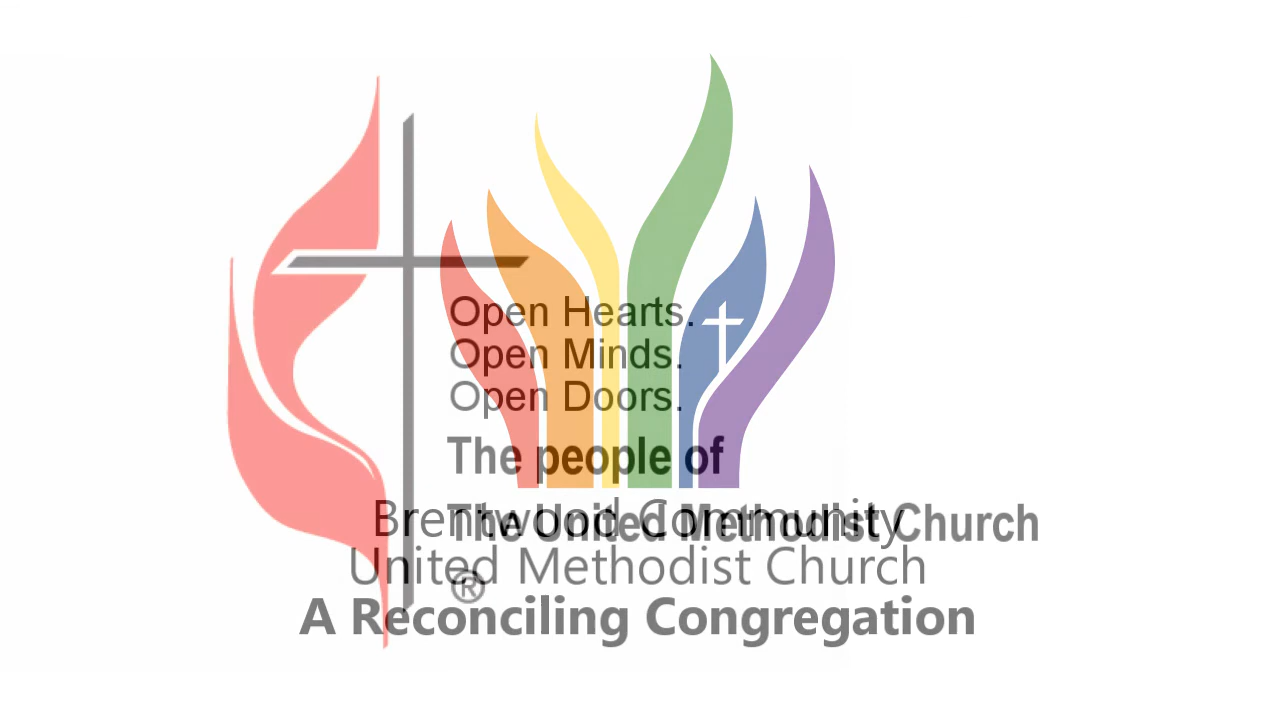 Open Hearts.
Open Minds.
Open Doors.
The people of
The United Methodist Church
®
Brentwood Community
United Methodist Church
A Reconciling Congregation